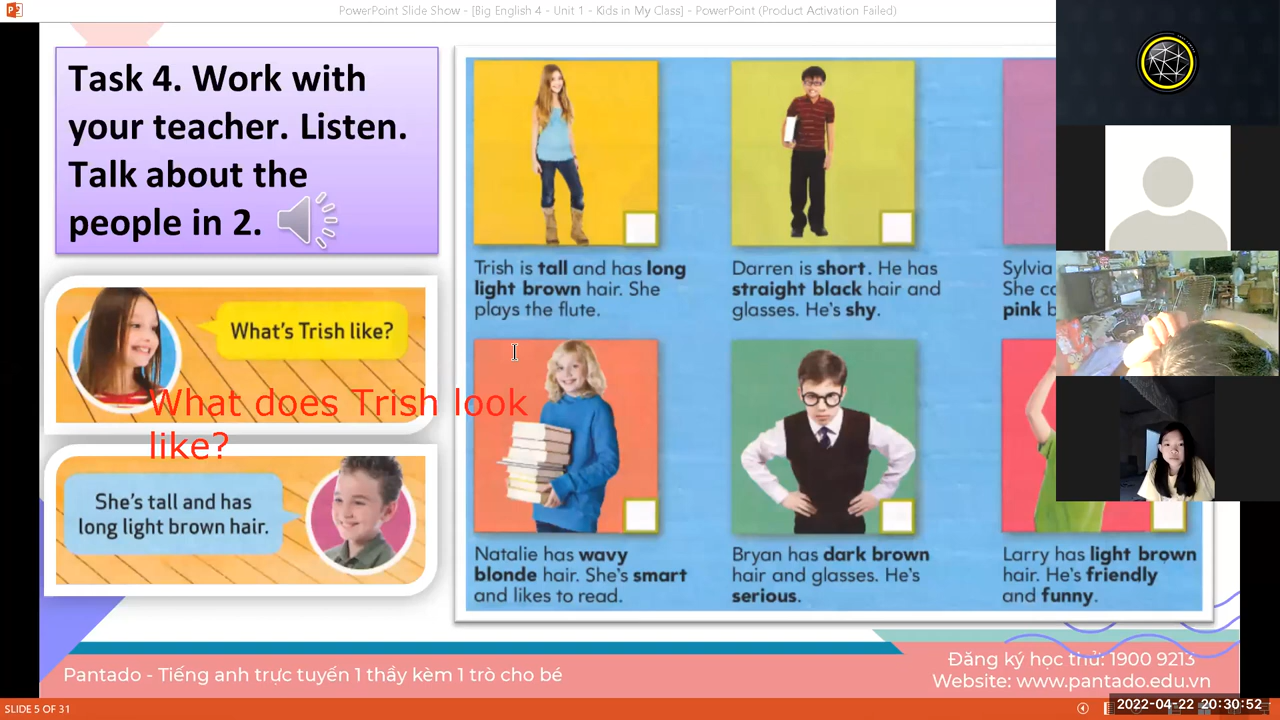 PowerPoint Slide Show - [Big English 4 - Unit 1 - Kids in My Class] - PowerPoint (Product Activation Failed)
Task 4. Work with
your teacher. Listen.
Talk about the
people in 2.
What's Trish like?
What does Trish look
like?
She's tall and has
long light brown hair.
Trish is tall and has long
light brown hair. She
plays the flute.
Darren is short. He has
straight black hair and
glasses. He's shy.
Sylvia
She
pink
Natalie has wavy
blonde hair. She's smart
and likes to read.
Bryan has dark brown
hair and glasses. He's
serious.
Larry has light brown
hair. He's friendly
and funny.
Pantado - Tiếng anh trực tuyến 1 thầy kèm 1 trò cho bé
Đăng ký học thử: 1900 9213
Website: www.pantado.edu.vn
SLIDE 5 OF 31
2022-04-22 20:30:52